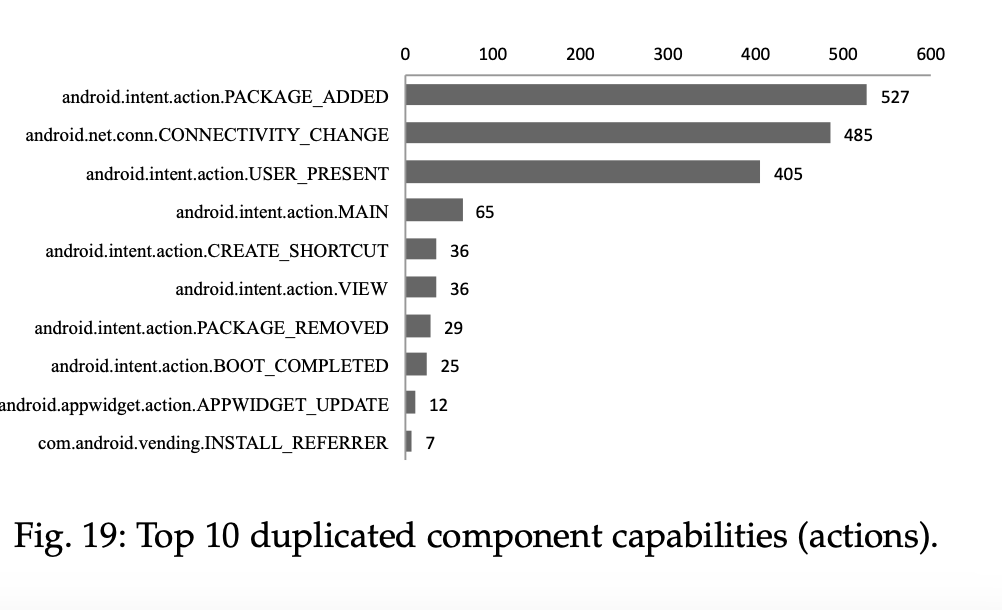 0 100 200 300 400 500 600
android.intent.action.PACKAGE_ADDED 527
android.net.conn.CONNECTIVITY_CHANGE 485
android.intent.action.USER_PRESENT 405
android.intent.action.MAIN 65
android.intent.action.CREATE_SHORTCUT 36
android.intent.action.VIEW 36
android.intent.action.PACKAGE_REMOVED 29
android.intent.action.BOOT_COMPLETED 25
android.appwidget.action.APPWIDGET_UPDATE 12
com.android.vending.INSTALL_REFERRER 7
Fig. 19: Top 10 duplicated component capabilities (actions).